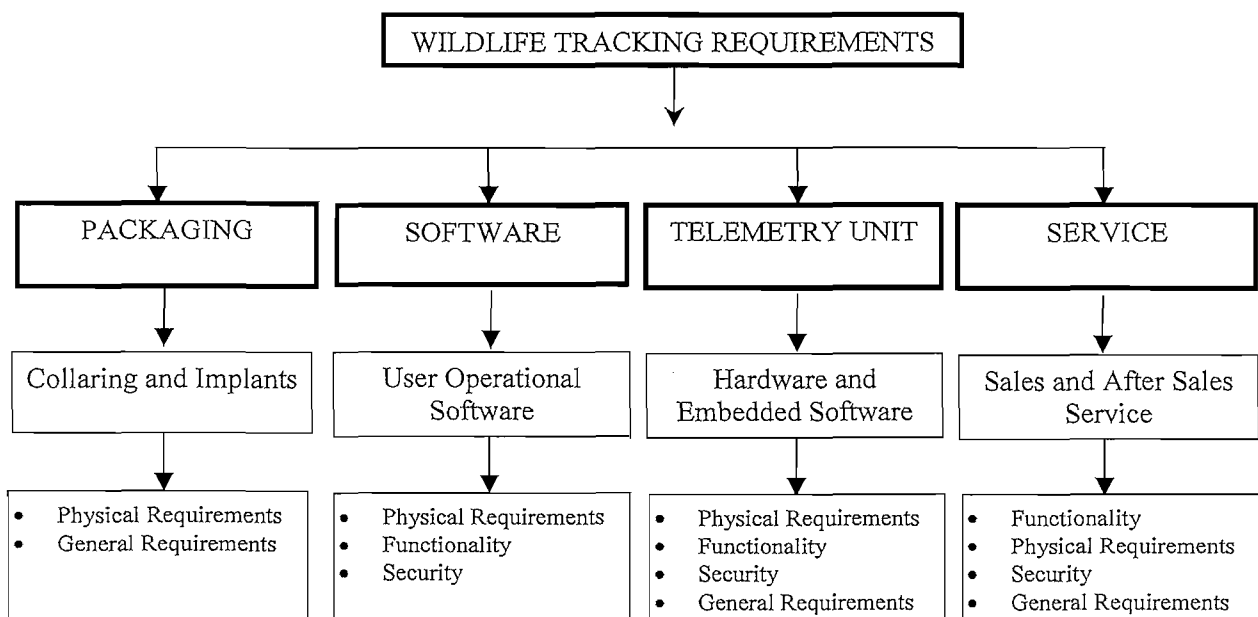 WILDLIFE TRACKING REQUIREMENTS
PACKAGING
SOFTWARE
TELEMETRY UNIT
SERVICE
Collaring and Implants
User Operational
Software
Hardware and
Embedded Software
Sales and After Sales
Service
• Physical Requirements
• General Requirements
• Physical Requirements
• Functionality
• Security
• Physical Requirements
• Functionality
• Security
• General Requirements
• Functionality
• Physical Requirements
• Security
• General Requirements